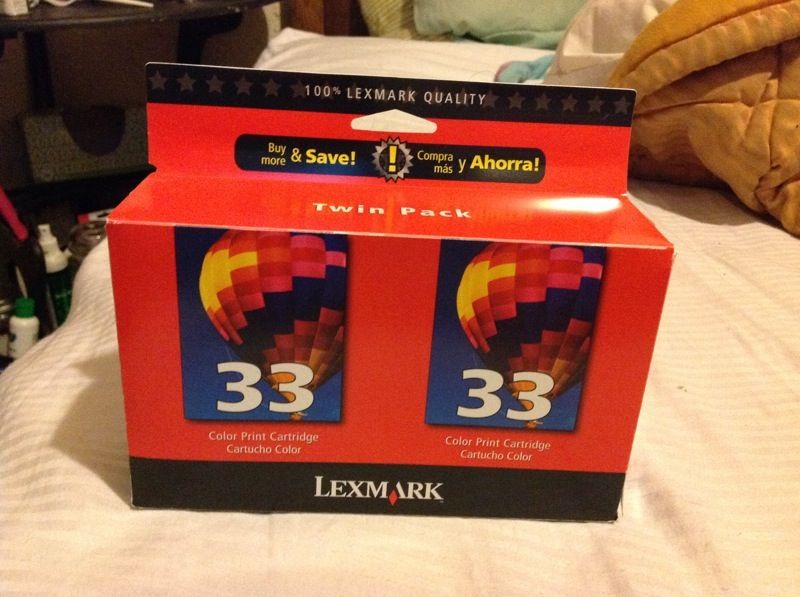 100% LEXMARK QUALITY
Buy more & Save!
!
Compra más y Ahorra!
Twin Pack
33
Color Print Cartridge
Cartucho Color
33
Color Print Cartridge
Cartucho Color
LEXMARK